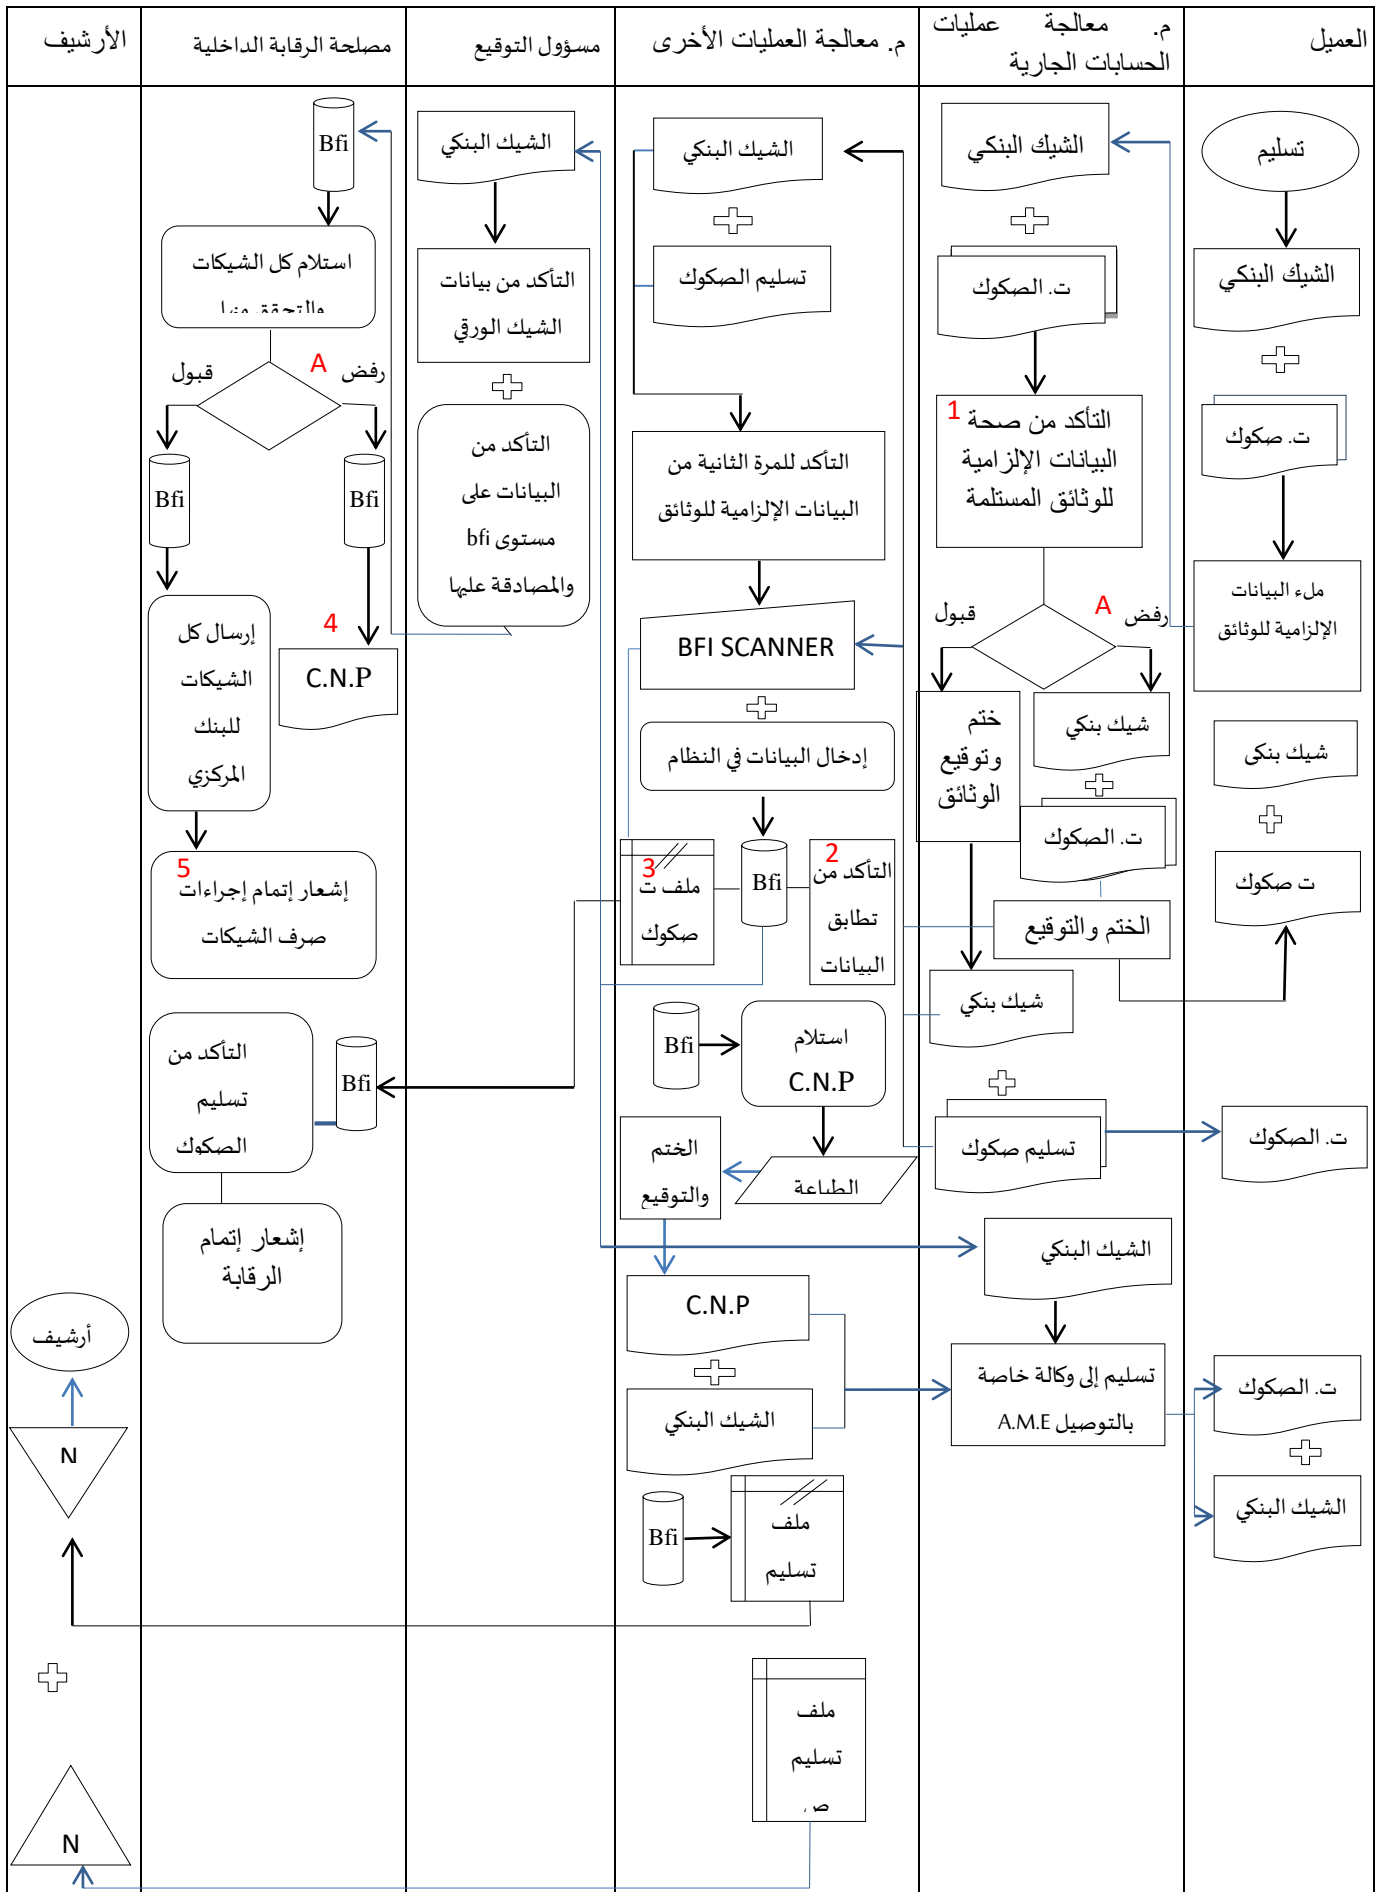 العميل
م. معالجة عمليات
الحسابات الجارية
م. معالجة العمليات الأخرى
مسؤول التوقيع
مصلحة الرقابة الداخلية
الأرشيف
تسليم
الشيك البنكي
ت. صكوك
ملء البيانات
الإلزامية للوثائق
شيك بنكي
ت صكوك
ت. الصكوك
ت. الصكوك
الشيك البنكي
الشيك البنكي
ت. الصكوك
1
التأكد من صحة
البيانات الإلزامية
للوثائق المستلمة
A
رفض
قبول
شيك بنكي
ت. الصكوك
الختم والتوقيع
ختم
وتوقيع
الوثائق
شيك بنكي
تسليم صكوك
الشيك البنكي
تسليم إلى وكالة خاصة
بالتوصيل A.M.E
الشيك البنكي
تسليم الصكوك
التأكد للمرة الثانية من
البيانات الإلزامية للوثائق
BFI SCANNER
إدخال البيانات في النظام
2
التأكد من
تطابق
البيانات
Bfi
3
ملف ت
صكوك
Bfi
استلام
C.N.P
الطباعة
الختم
والتوقيع
C.N.P
الشيك البنكي
Bfi
ملف
تسليم
ملف
تسليم
ص
الشيك البنكي
التأكد من بيانات
الشيك الورقي
التأكد من
البيانات على
مستوى bfi
والمصادقة عليها
Bfi
استلام كل الشيكات
والتحقق منها
A
رفض
قبول
Bfi
Bfi
4
C.N.P
إرسال كل
الشيكات
للبنك
المركزي
5
إشعار إتمام إجراءات
صرف الشيكات
Bfi
التأكد من
تسليم
الصكوك
إشعار إتمام
الرقابة
أرشيف
N
N